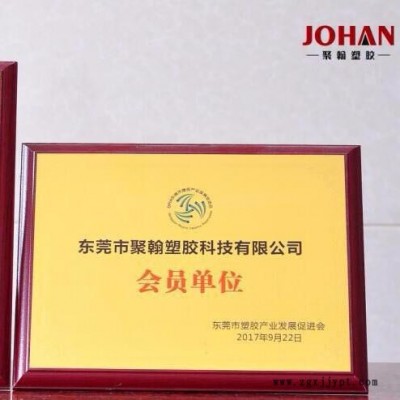 JOHAN
聚翰塑胶
东莞市聚翰塑胶科技有限公司
会员单位
东莞市塑胶产业发展促进会
2017年9月22日